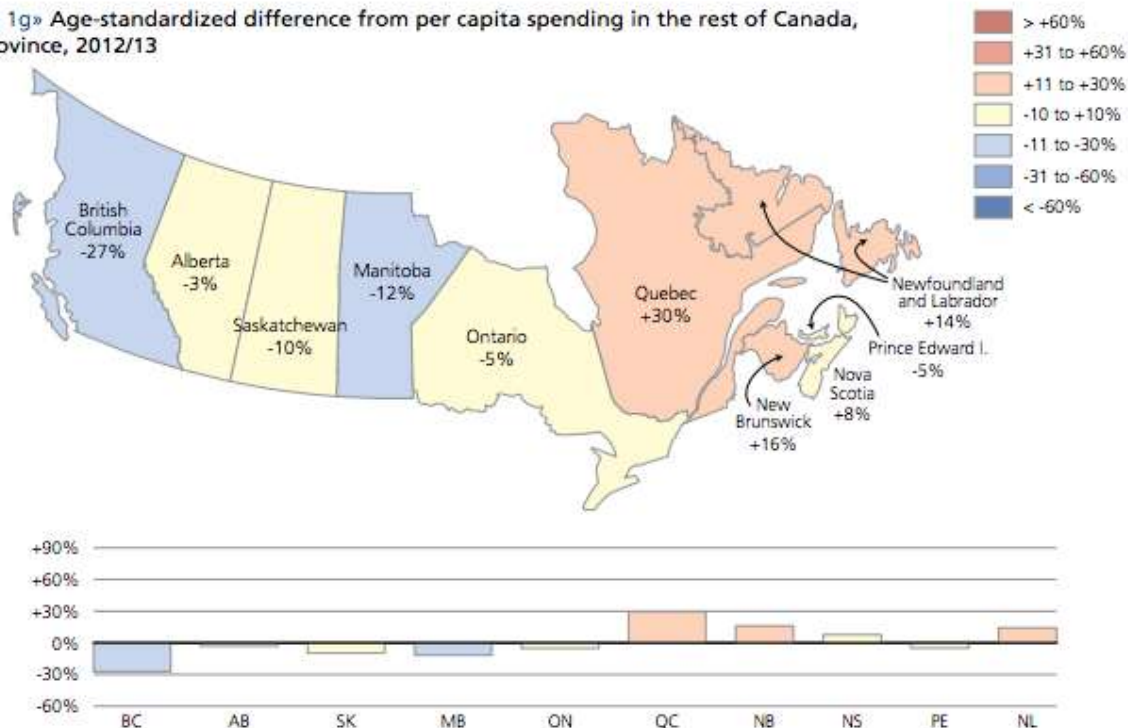 1g» Age-standardized difference from per capita spending in the rest of Canada,
ovince, 2012/13
> +60%
+31 to +60%
+11 to +30%
-10 to +10%
-11 to -30%
-31 to -60%
< -60%
British
Columbia
-27%
Alberta
-3%
Saskatchewan
-10%
Manitoba
-12%
Ontario
-5%
Quebec
+30%
Newfoundland
and Labrador
+14%
Prince Edward I.
-5%
Nova
Scotia
+8%
New
Brunswick
+16%
+90%
+60%
+30%
0%
-30%
-60%
BC AB SK MB ON QC NB NS PE NL